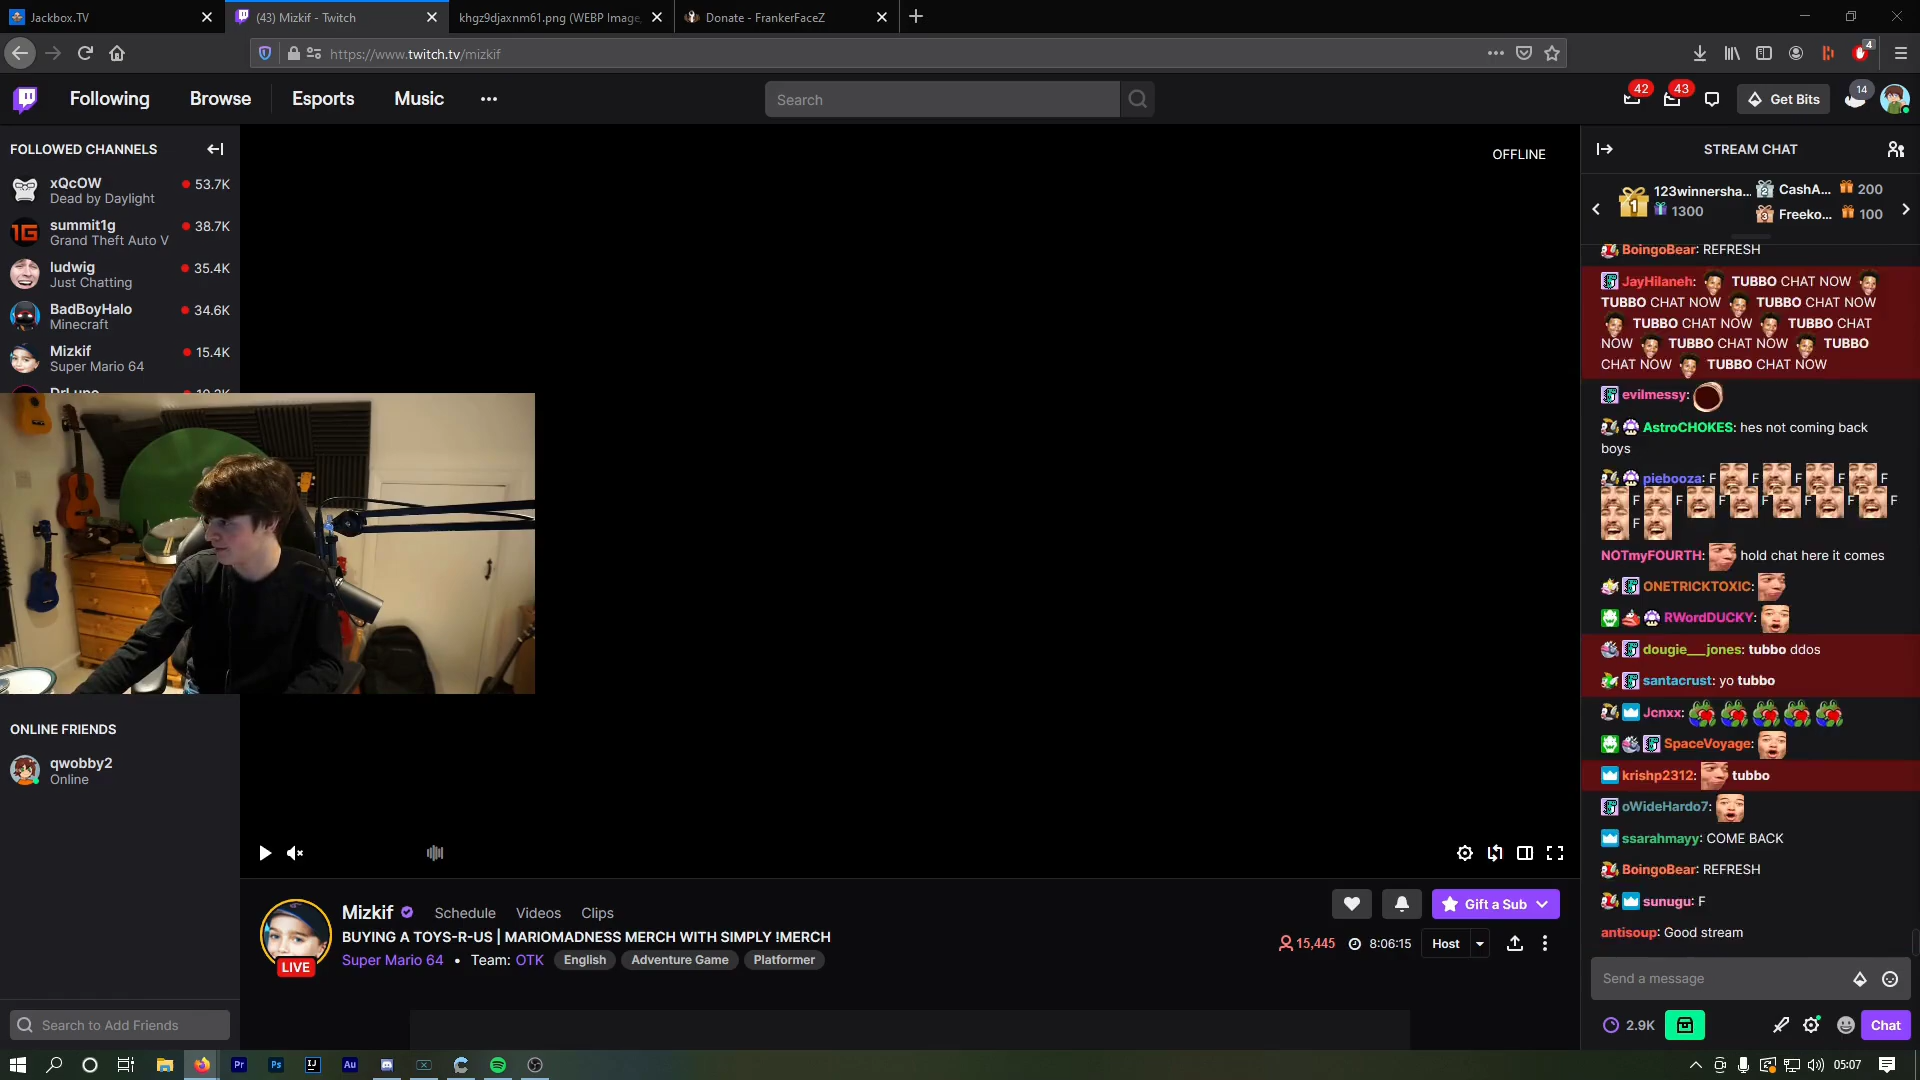 Jackbox.TV
(43) Mizkif - Twitch
khgz9djaxnm61.png (WEBP Image,
Donate - FrankerFaceZ
https://www.twitch.tv/mizkif
4
Following
Browse
Esports
Music
Search
42
43
Get Bits
14
FOLLOWED CHANNELS
xQcOW
53.7K
Dead by Daylight
summit1g
38.7K
Grand Theft Auto V
ludwig
35.4K
Just Chatting
BadBoyHalo
34.6K
Minecraft
Mizkif
15.4K
Super Mario 64
ONLINE FRIENDS
qwobby2
Online
Search to Add Friends
OFFLINE
Mizkif
Schedule
Videos
Clips
BUYING A TOYS-R-US | MARIOMADNESS MERCH WITH SIMPLY !MERCH
Super Mario 64 • Team: OTK
English
Adventure Game
Platformer
LIVE
Gift a Sub
15,445
8:06:15
Host
STREAM CHAT
1
123winnersha...
1300
2
CashA...
200
3
Freeko...
100
BoingoBear: REFRESH
JayHilaneh: TUBBO CHAT NOW
TUBBO CHAT NOW TUBBO CHAT NOW
TUBBO CHAT NOW TUBBO CHAT
NOW TUBBO CHAT NOW TUBBO
CHAT NOW TUBBO CHAT NOW
evilmessy:
AstroCHOKES: hes not coming back
boys
piebooza: F F F F F
F F F F F F F
F
NOTmyFOURTH: hold chat here it comes
ONETRICKTOXIC:
RWordDUCKY:
dougie__jones: tubbo ddos
santacrust: yo tubbo
Jcnxx:
SpaceVoyage:
krishp2312: tubbo
oWideHardo7:
ssarahmayy: COME BACK
BoingoBear: REFRESH
sunugu: F
antisoup: Good stream
Send a message
2.9K
Chat
Pr
Ps
IJ
Au
05:07